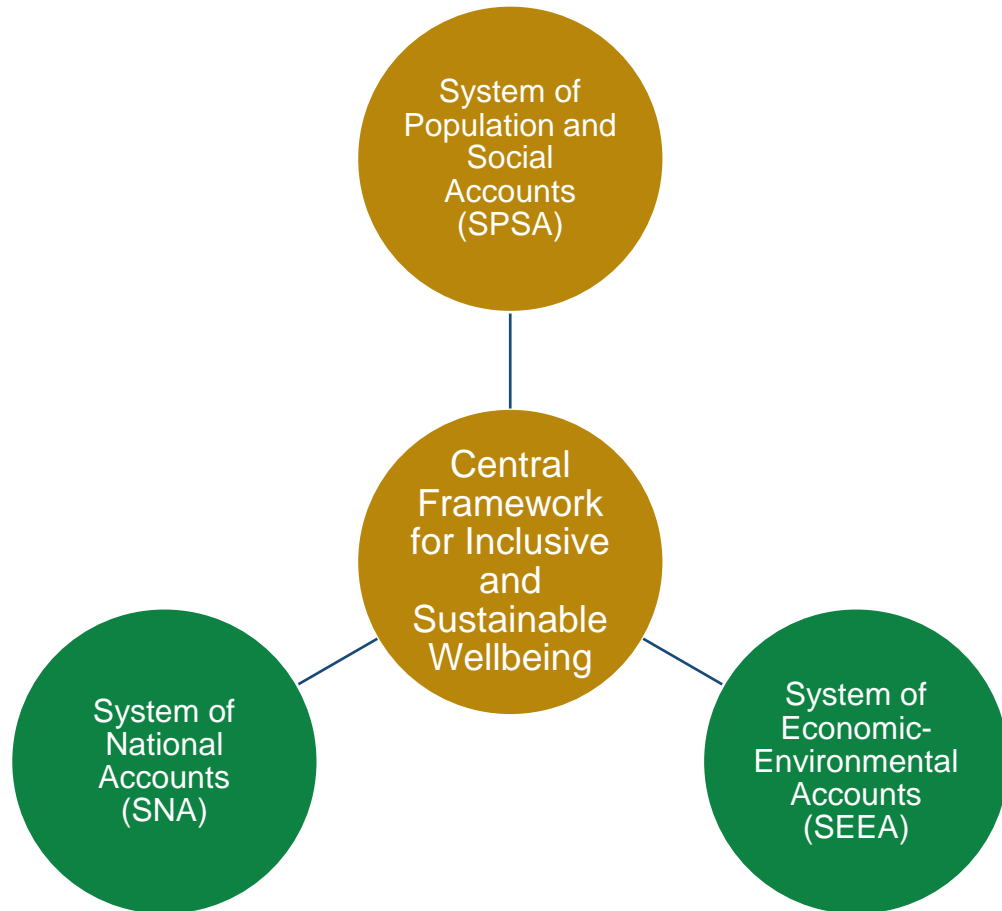 System of
Population and
Social
Accounts
(SPSA)
Central
Framework
for Inclusive
and
Sustainable
Wellbeing
System of
National
Accounts
(SNA)
System of
Economic-
Environmental
Accounts
(SEEA)